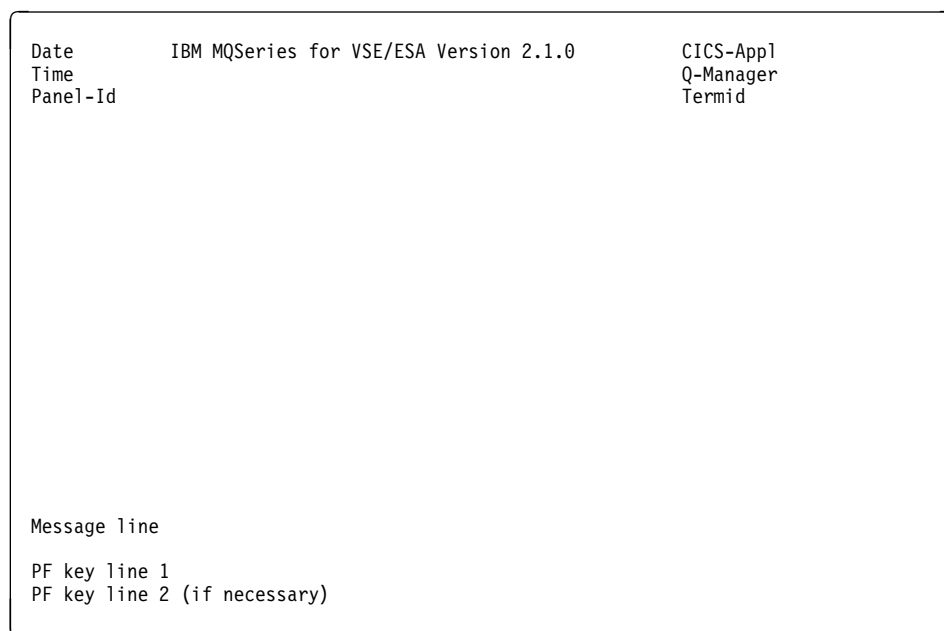 Date IBM MQSeries for VSE/ESA Version 2.1.0 CICS-Appl
Time Q-Manager
Panel-Id Termid
Message line
PF key line 1
PF key line 2 (if necessary)